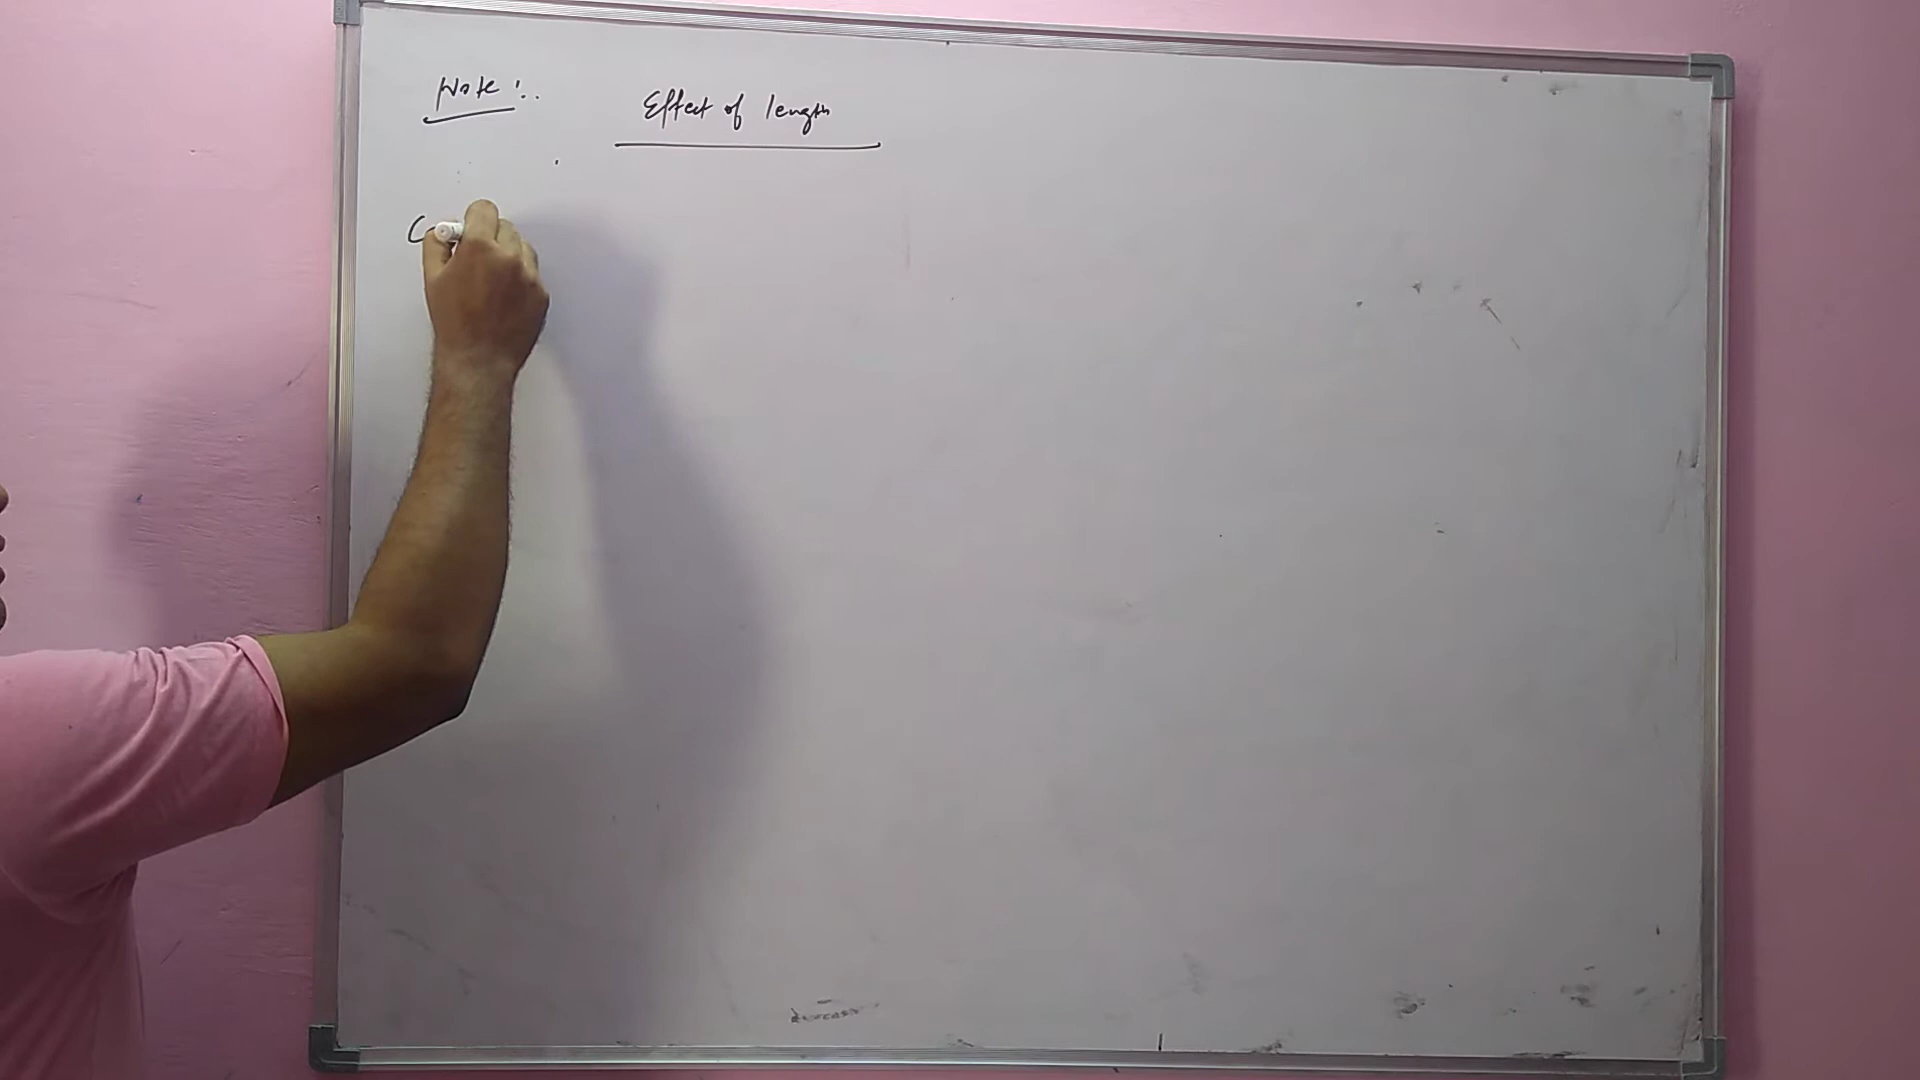 Note :. Effect of length
(